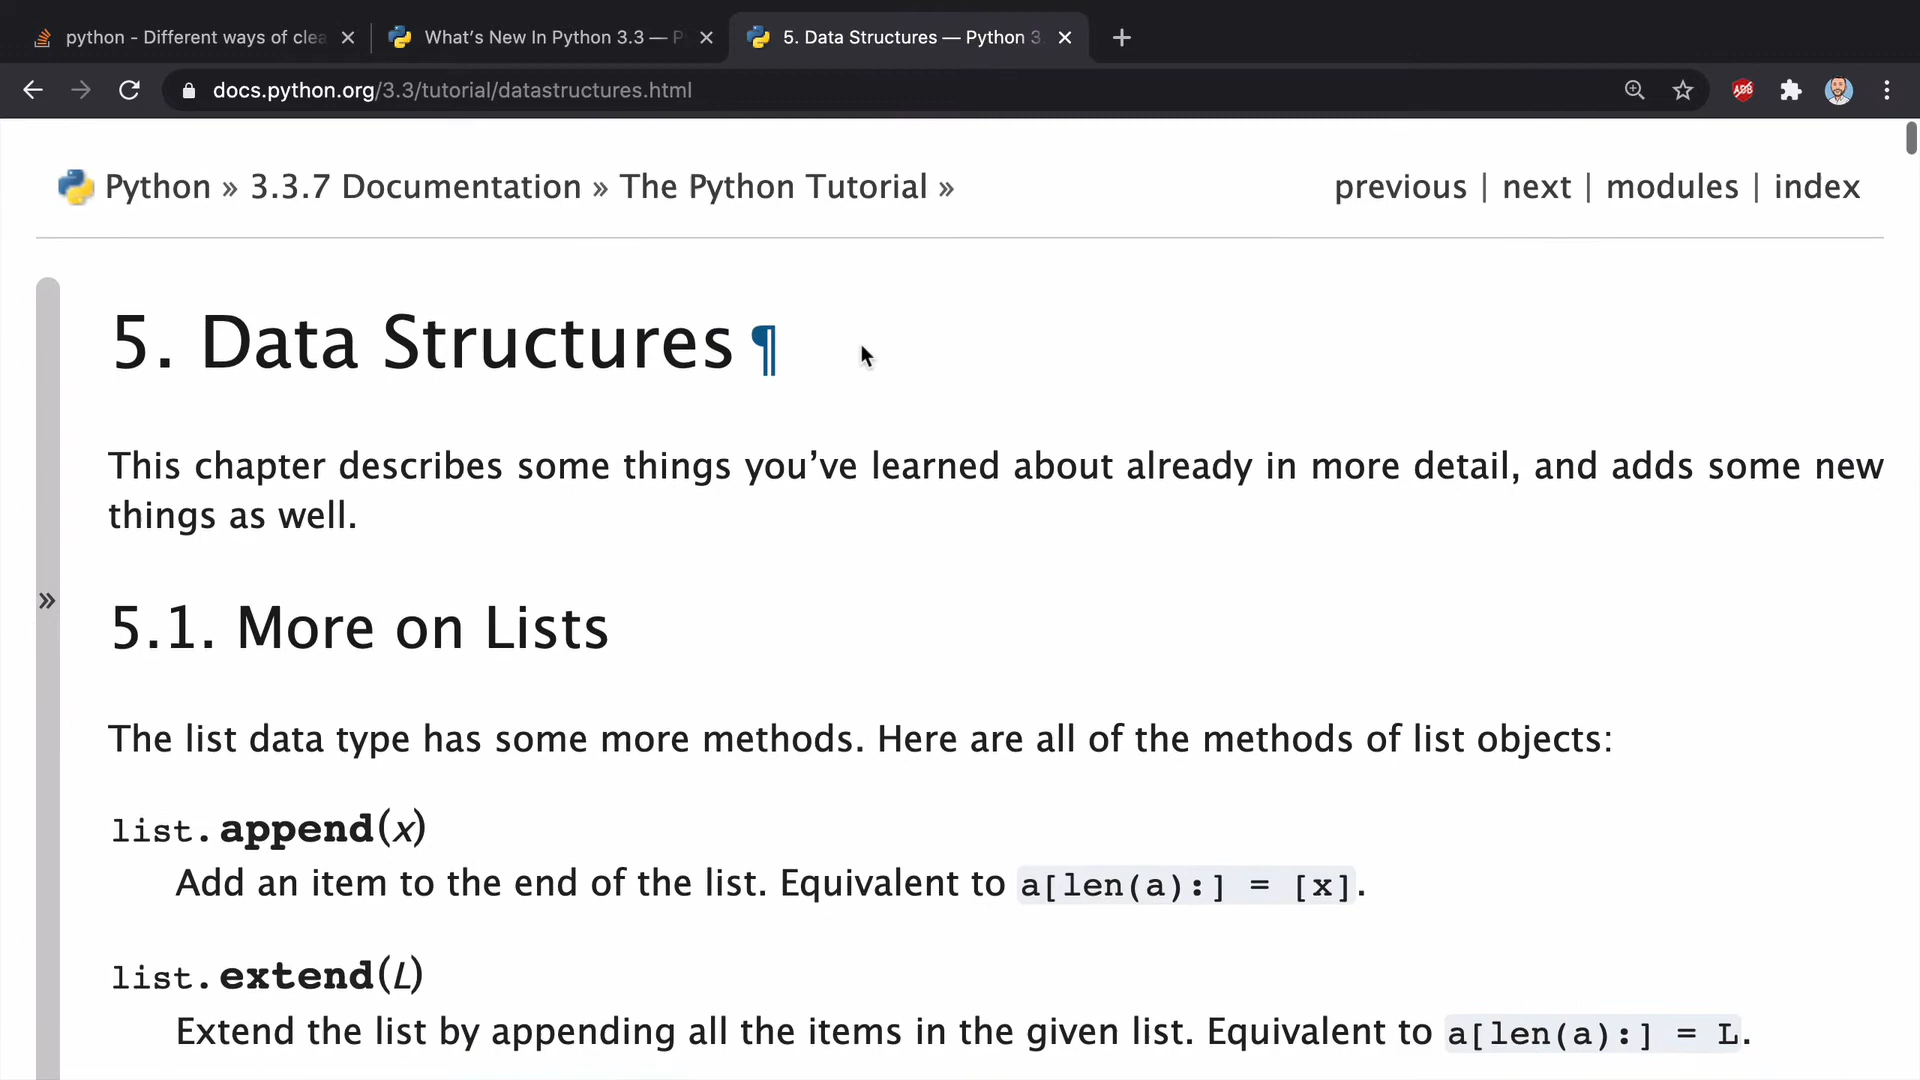 python - Different ways of clea
What's New In Python 3.3 — P
5. Data Structures — Python 3.
docs.python.org/3.3/tutorial/datastructures.html
ABP
Python » 3.3.7 Documentation » The Python Tutorial »
previous | next | modules | index
5. Data Structures ¶
This chapter describes some things you've learned about already in more detail, and adds some new
things as well.
»
5.1. More on Lists
The list data type has some more methods. Here are all of the methods of list objects:
list.append(x)
Add an item to the end of the list. Equivalent to a[len(a):] = [x].
list.extend(L)
Extend the list by appending all the items in the given list. Equivalent to a[len(a):] = L.